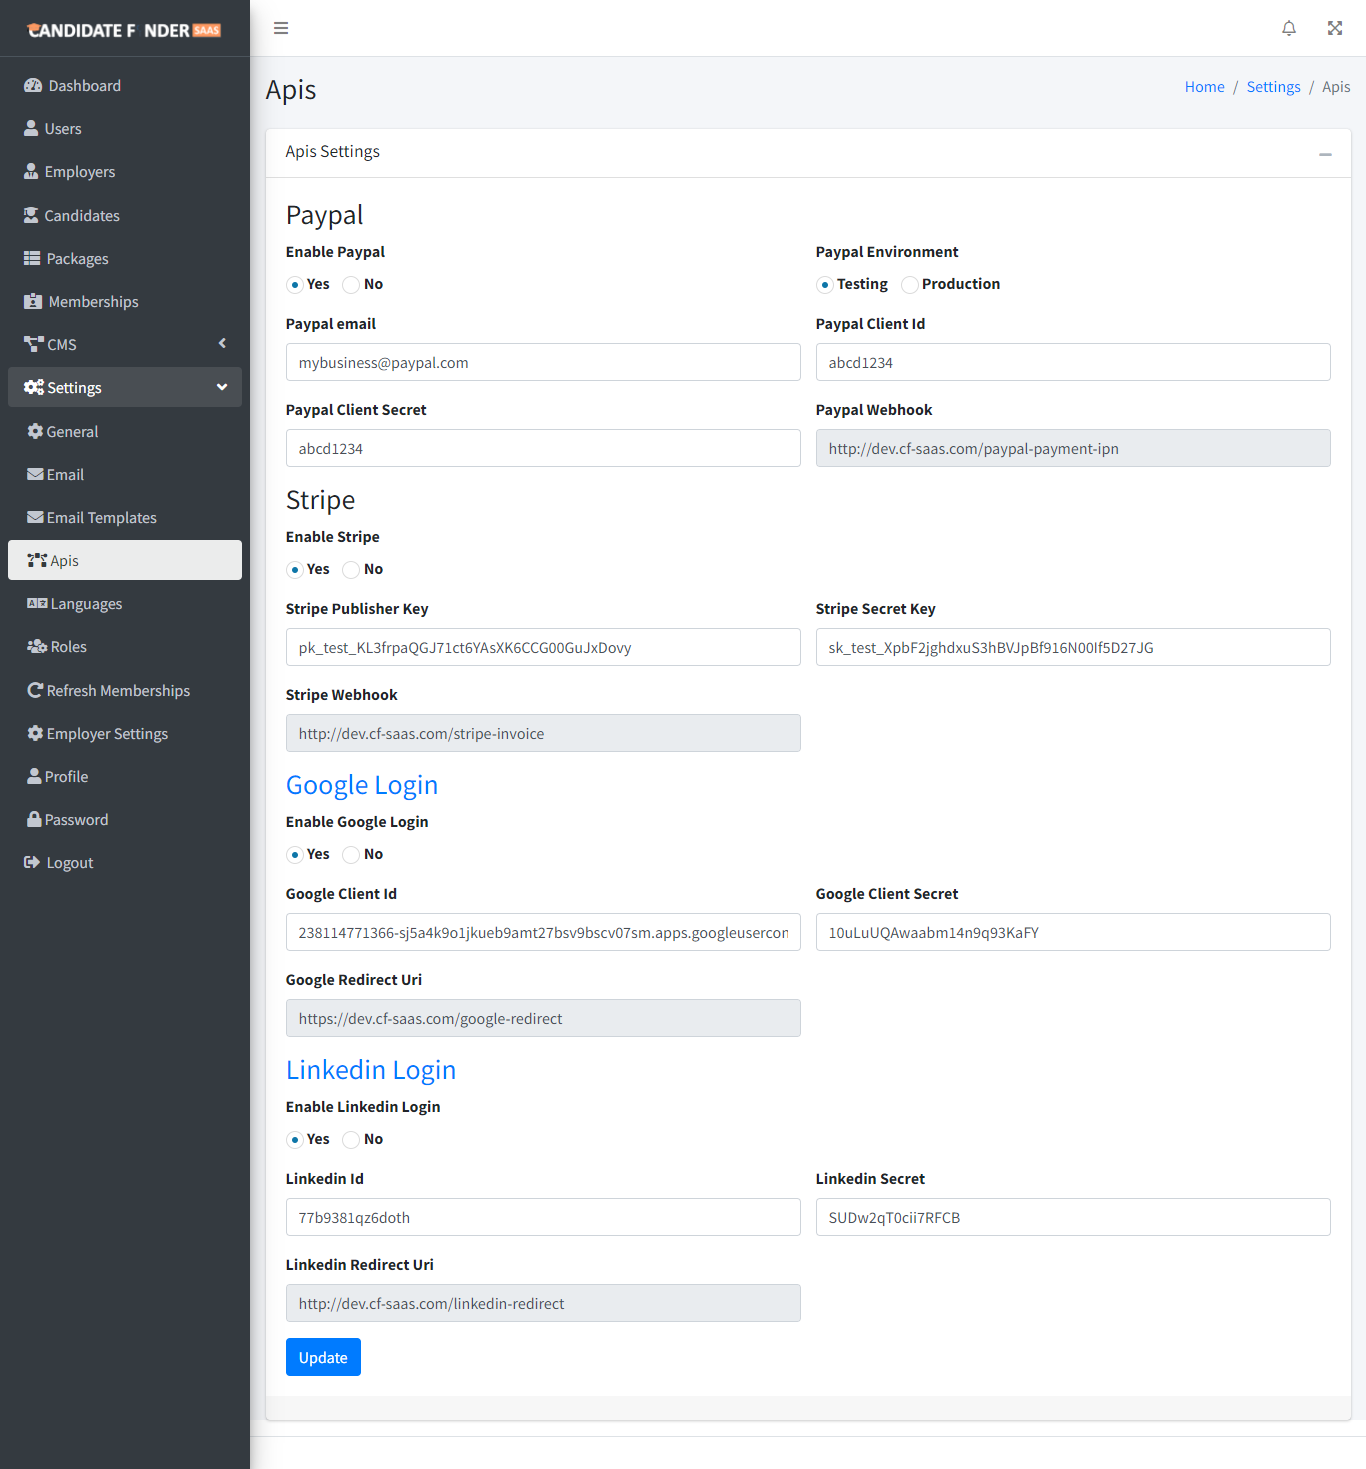 CANDIDATE F NDER SAAS
Dashboard
Users
Employers
Candidates
Packages
Memberships
CMS
Settings
General
Email
Email Templates
Apis
Languages
Roles
Refresh Memberships
Employer Settings
Profile
Password
Logout
Apis
Home / Settings / Apis
Apis Settings
Paypal
Enable Paypal
Yes No
Paypal Environment
Testing Production
Paypal email
mybusiness@paypal.com
Paypal Client Id
abcd1234
Paypal Client Secret
abcd1234
Paypal Webhook
http://dev.cf-saas.com/paypal-payment-ipn
Stripe
Enable Stripe
Yes No
Stripe Publisher Key
pk_test_KL3frpaQGJ71ct6YAsXK6CCG00GuJxDovy
Stripe Secret Key
sk_test_XpbF2jghdxuS3hBVJpBf916N00If5D27JG
Stripe Webhook
http://dev.cf-saas.com/stripe-invoice
Google Login
Enable Google Login
Yes No
Google Client Id
238114771366-sj5a4k9o1jkueb9amt27bsv9bscv07sm.apps.googleusercon
Google Client Secret
10uLuUQAwaabm14n9q93KaFY
Google Redirect Uri
https://dev.cf-saas.com/google-redirect
Linkedin Login
Enable Linkedin Login
Yes No
Linkedin Id
77b9381qz6doth
Linkedin Secret
SUDw2qT0cii7RFCB
Linkedin Redirect Uri
http://dev.cf-saas.com/linkedin-redirect
Update